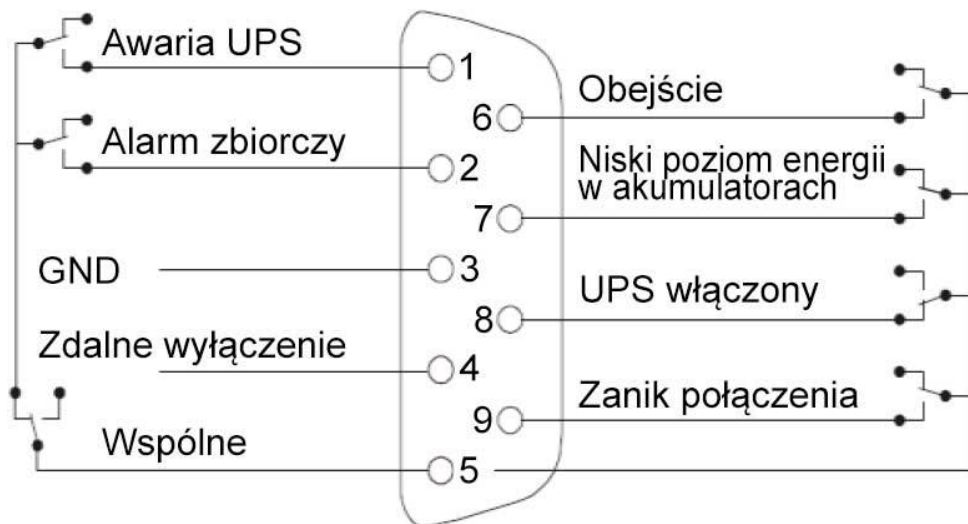 Awaria UPS
1
Alarm zbiorczy
2
GND
3
Zdalne wyłączenie
4
Wspólne
5
Obejście
6
Niski poziom energii
w akumulatorach
7
UPS włączony
8
Zanik połączenia
9